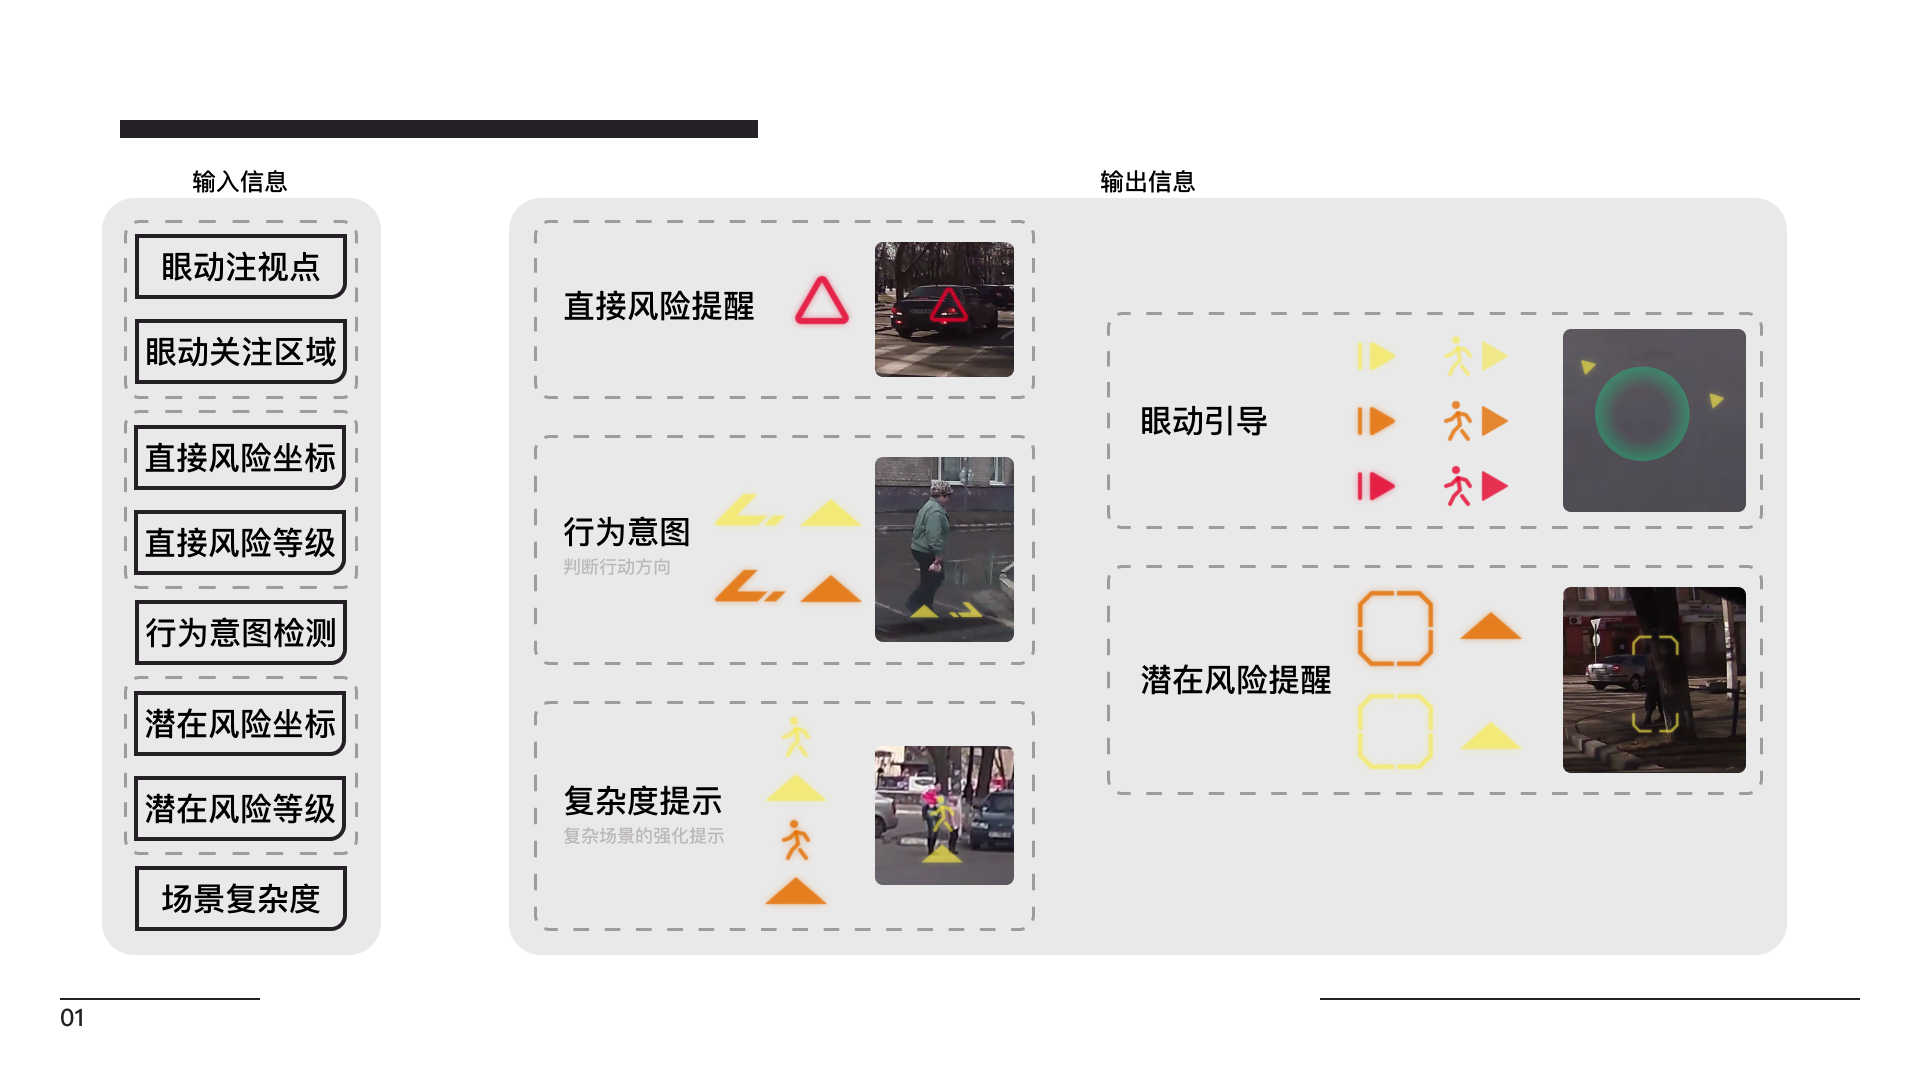 输入信息
眼动注视点
眼动关注区域
直接风险坐标
直接风险等级
行为意图检测
潜在风险坐标
潜在风险等级
场景复杂度
输出信息
直接风险提醒
行为意图
判断行动方向
复杂度提示
复杂场景的强化提示
眼动引导
潜在风险提醒
01